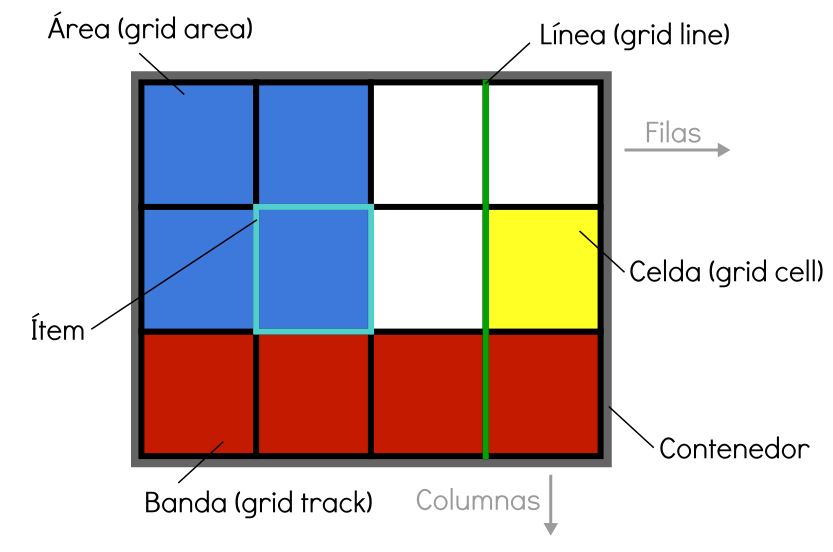 Área (grid area)
Línea (grid line)
Filas
Celda (grid cell)
Ítem
Contenedor
Banda (grid track)
Columnas